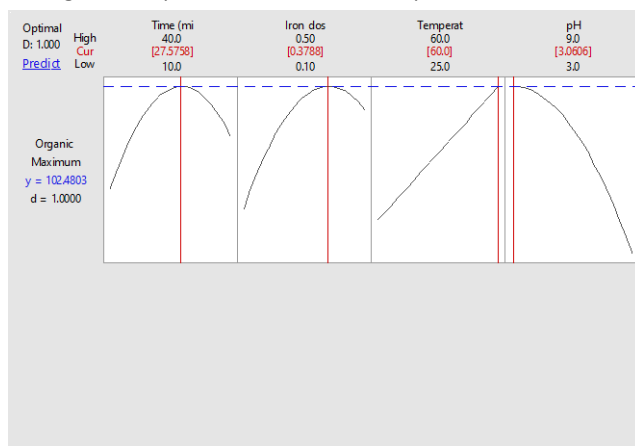 Optimal
D: 1.000
Predict
High
Cur
Low
Time (mi
40.0
[27.5758]
10.0
Iron dos
0.50
[0.3788]
0.10
Temperat
60.0
[60.0]
25.0
pH
9.0
[3.0606]
3.0
Organic
Maximum
y = 102.4803
d = 1.0000